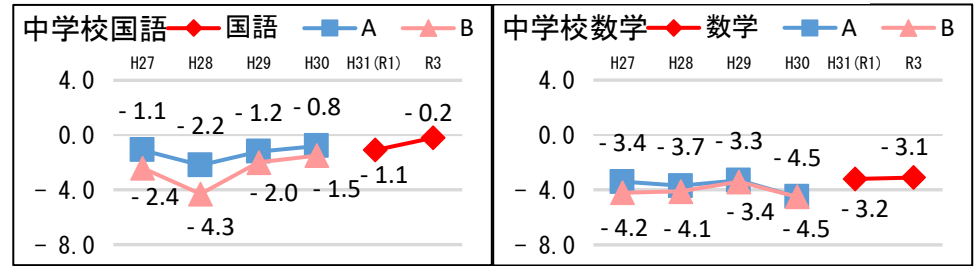 中学校国語 国語 A B
H27 H28 H29 H30 H31(R1) R3
4.0
0.0
－4.0
－8.0
- 1.1 - 2.2 - 1.2 - 0.8 - 0.2
- 2.4 - 4.3 - 2.0 - 1.5 - 1.1
中学校数学 数学 A B
H27 H28 H29 H30 H31(R1) R3
4.0
0.0
－4.0
－8.0
- 3.4 - 3.7 - 3.3 - 4.5 - 3.1
- 4.2 - 4.1 - 3.4 - 4.5 - 3.2